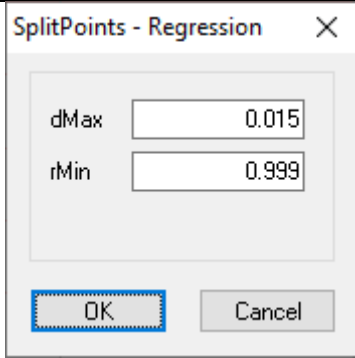 SplitPoints - Regression
dMax 0.015
rMin 0.999
OK Cancel